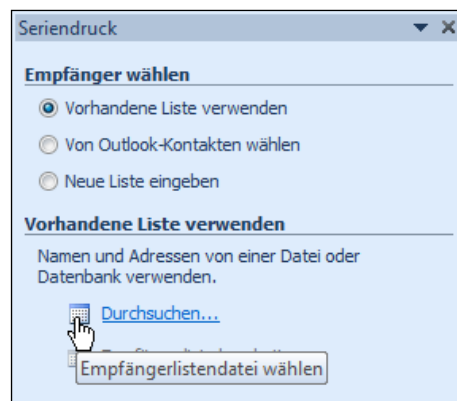 Seriendruck
Empfänger wählen
Vorhandene Liste verwenden
Von Outlook-Kontakten wählen
Neue Liste eingeben
Vorhandene Liste verwenden
Namen und Adressen von einer Datei oder
Datenbank verwenden.
Durchsuchen...
Empfängerlistendatei wählen